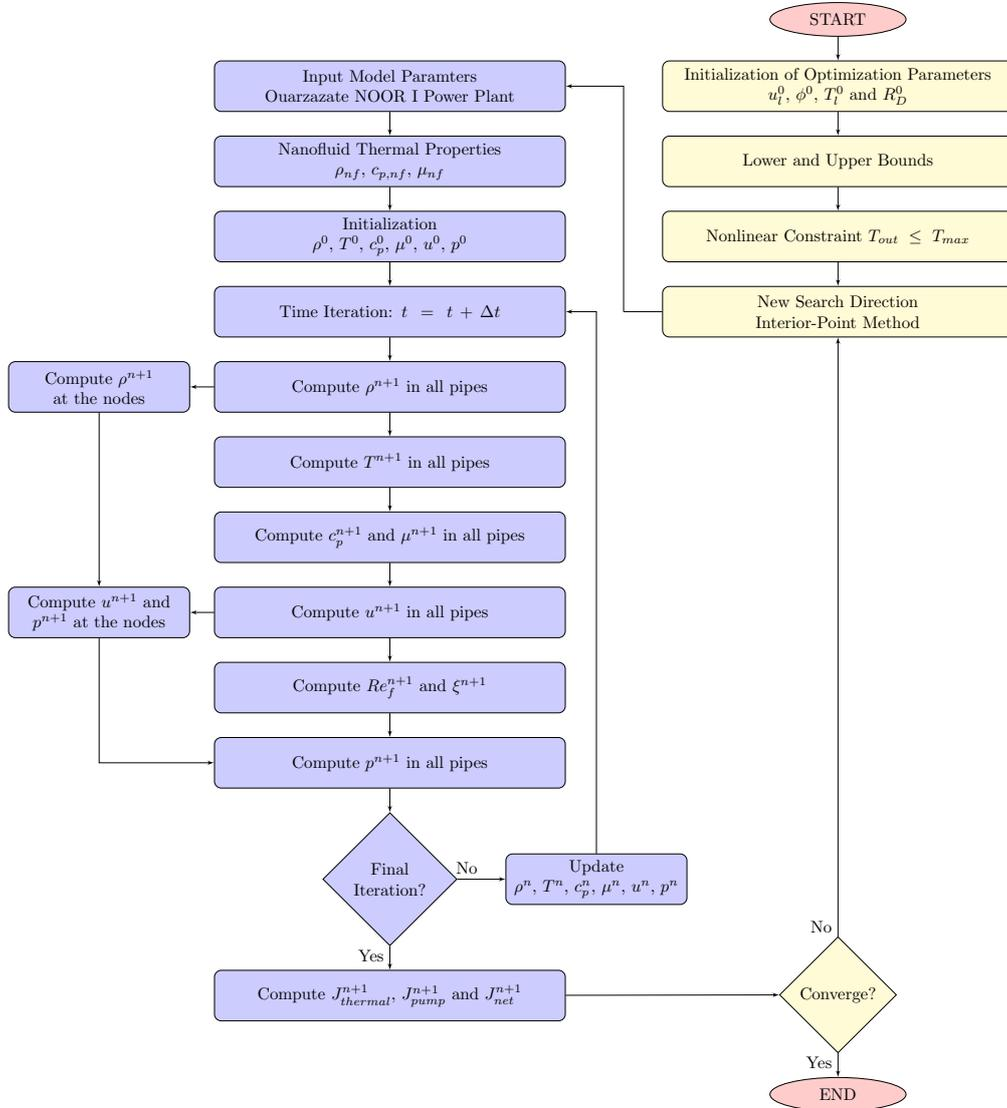 START
Initialization of Optimization Parameters
u_l^0, ϕ^0, T_l^0 and R_D^0
Lower and Upper Bounds
Nonlinear Constraint T_out ≤ T_max
New Search Direction
Interior-Point Method
Input Model Paramters
Ouarzazate NOOR I Power Plant
Nanofluid Thermal Properties
ρ_nf, c_p,nf, μ_nf
Initialization
ρ^0, T^0, c_p^0, μ^0, u^0, p^0
Time Iteration: t = t + Δt
Compute ρ^n+1
at the nodes
Compute ρ^n+1 in all pipes
Compute T^n+1 in all pipes
Compute c_p^n+1 and μ^n+1 in all pipes
Compute u^n+1 and
p^n+1 at the nodes
Compute u^n+1 in all pipes
Compute Re_f^n+1 and ξ^n+1
Compute p^n+1 in all pipes
Final
Iteration?
No
Update
ρ^n, T^n, c_p^n, μ^n, u^n, p^n
Yes
Compute J_thermal^n+1, J_pump^n+1 and J_net^n+1
No
Converge?
Yes
END